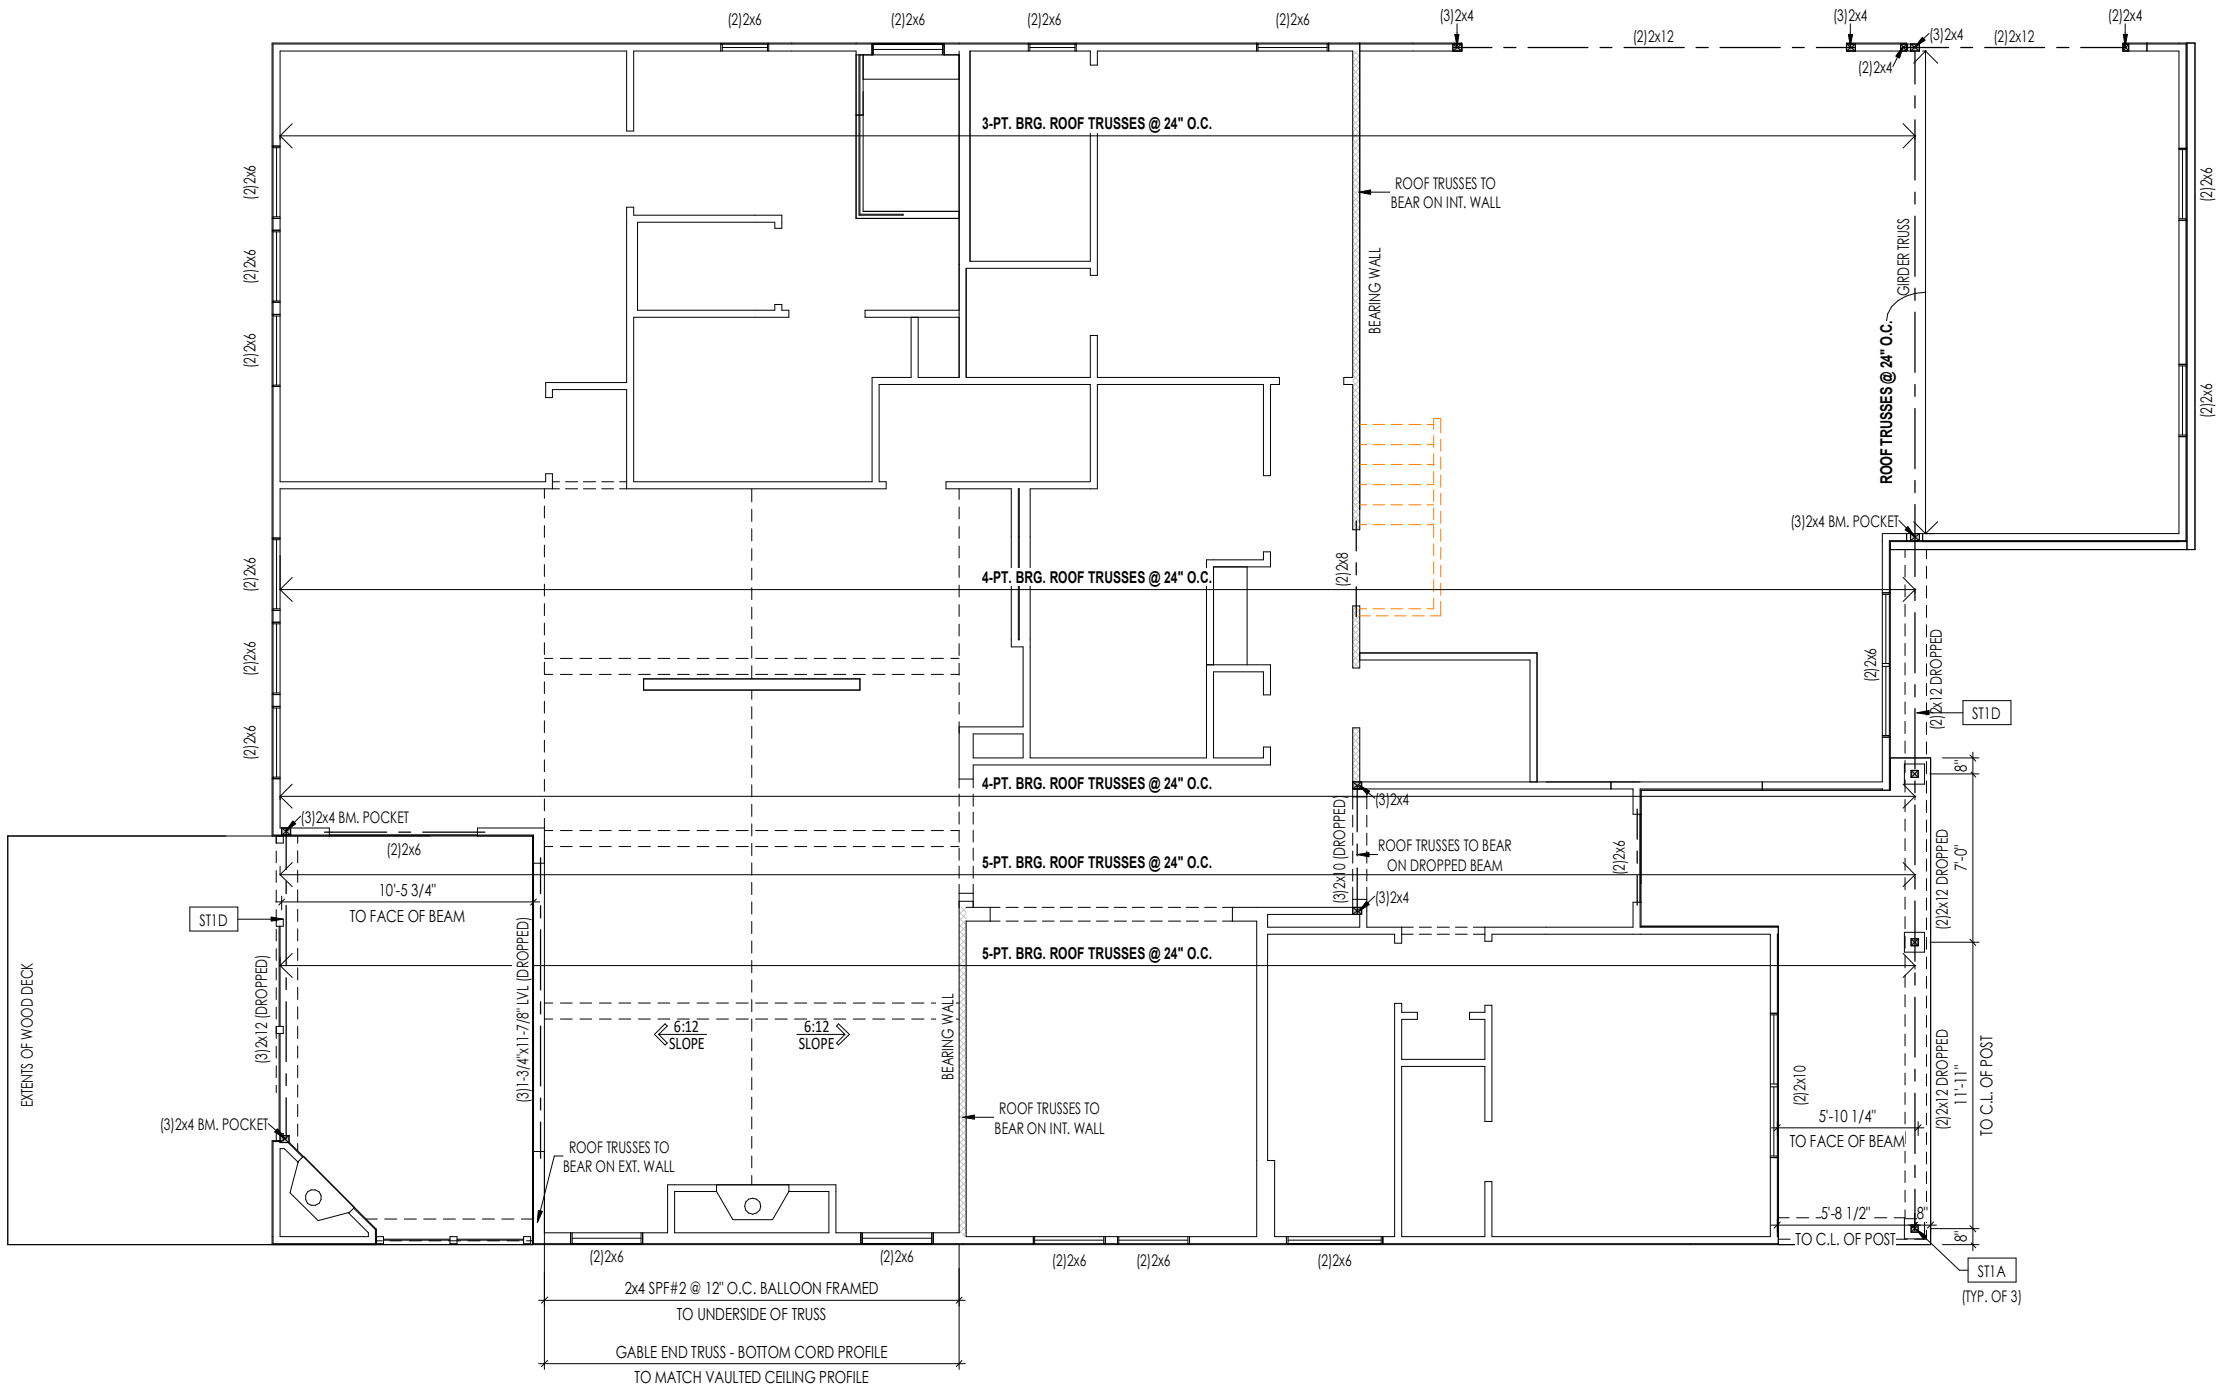 (2)2x6
(2)2x6
(2)2x6
(2)2x6
(3)2x4
(2)2x12
(3)2x4
(3)2x4
(2)2x12
(2)2x4
(2)2x4
3-PT. BRG. ROOF TRUSSES @ 24" O.C.
(2)2x6
(2)2x6
(2)2x6
ROOF TRUSSES TO
BEAR ON INT. WALL
BEARING WALL
GIRDER TRUSS
ROOF TRUSSES @ 24" O.C.
(2)2x6
(2)2x6
(3)2x4 BM. POCKET
(2)2x8
4-PT. BRG. ROOF TRUSSES @ 24" O.C.
(2)2x6
(2)2x6
(2)2x6
(2)2x6
(2)2x12 DROPPED
ST1D
8"
4-PT. BRG. ROOF TRUSSES @ 24" O.C.
(3)2x4
(3)2x4 BM. POCKET
(2)2x6
(3)2x10 (DROPPED)
ROOF TRUSSES TO BEAR
ON DROPPED BEAM
(2)2x6
5-PT. BRG. ROOF TRUSSES @ 24" O.C.
(2)2x12 DROPPED
7'-0"
10'-5 3/4"
TO FACE OF BEAM
(3)2x4
ST1D
5-PT. BRG. ROOF TRUSSES @ 24" O.C.
EXTENTS OF WOOD DECK
(3)2x12 (DROPPED)
(3)1-3/4"x11-7/8" LVL (DROPPED)
6:12
SLOPE
6:12
SLOPE
BEARING WALL
(2)2x10
(2)2x12 DROPPED
11'-11"
TO C.L. OF POST
5'-10 1/4"
TO FACE OF BEAM
(3)2x4 BM. POCKET
ROOF TRUSSES TO
BEAR ON EXT. WALL
ROOF TRUSSES TO
BEAR ON INT. WALL
5'-8 1/2"
8"
TO C.L. OF POST
8"
(2)2x6
(2)2x6
(2)2x6
(2)2x6
(2)2x6
ST1A
(TYP. OF 3)
2x4 SPF#2 @ 12" O.C. BALLOON FRAMED
TO UNDERSIDE OF TRUSS
GABLE END TRUSS - BOTTOM CORD PROFILE
TO MATCH VAULTED CEILING PROFILE